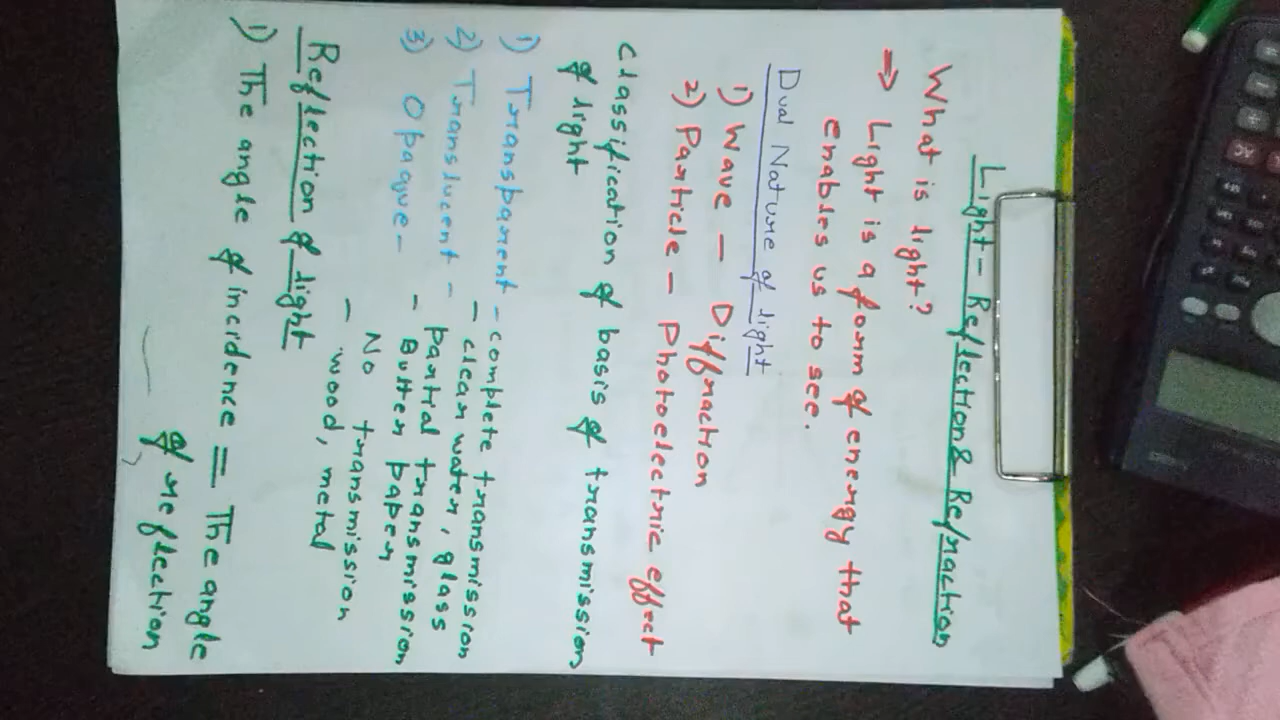 Light - Reflection & Refraction
What is light?
⇒ Light is a form of energy that
enables us to see.
Dual Nature of light
1) Wave - Diffraction
2) Particle - Photoelectric effect
Classification of basis of transmission
of light
1) Transparent - complete transmission
- clear water, glass
2) Translucent - partial transmission
- Butter paper
3) Opaque - No transmission
- wood, metal
Reflection of light
1) The angle of incidence = The angle
of reflection